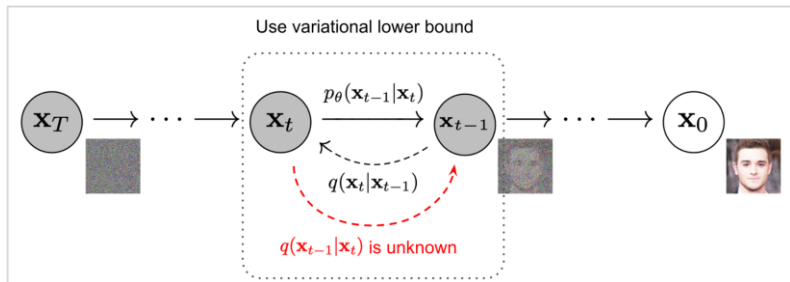 Use variational lower bound
x_T → ⋯ → x_t p_θ(x_{t−1}|x_t) x_{t−1} → ⋯ → x_0
q(x_t|x_{t−1})
q(x_{t−1}|x_t) is unknown